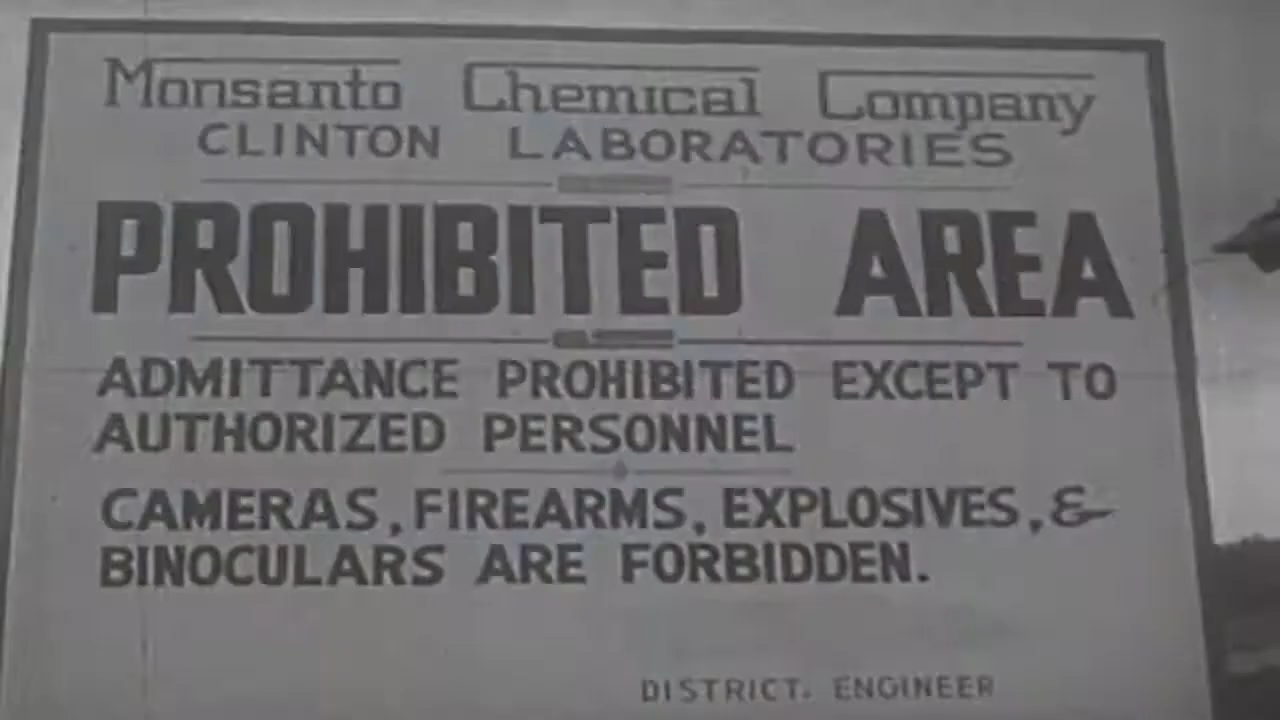 Monsanto Chemical Company
CLINTON LABORATORIES
PROHIBITED AREA
ADMITTANCE PROHIBITED EXCEPT TO
AUTHORIZED PERSONNEL
CAMERAS, FIREARMS, EXPLOSIVES, &
BINOCULARS ARE FORBIDDEN.
DISTRICT. ENGINEER